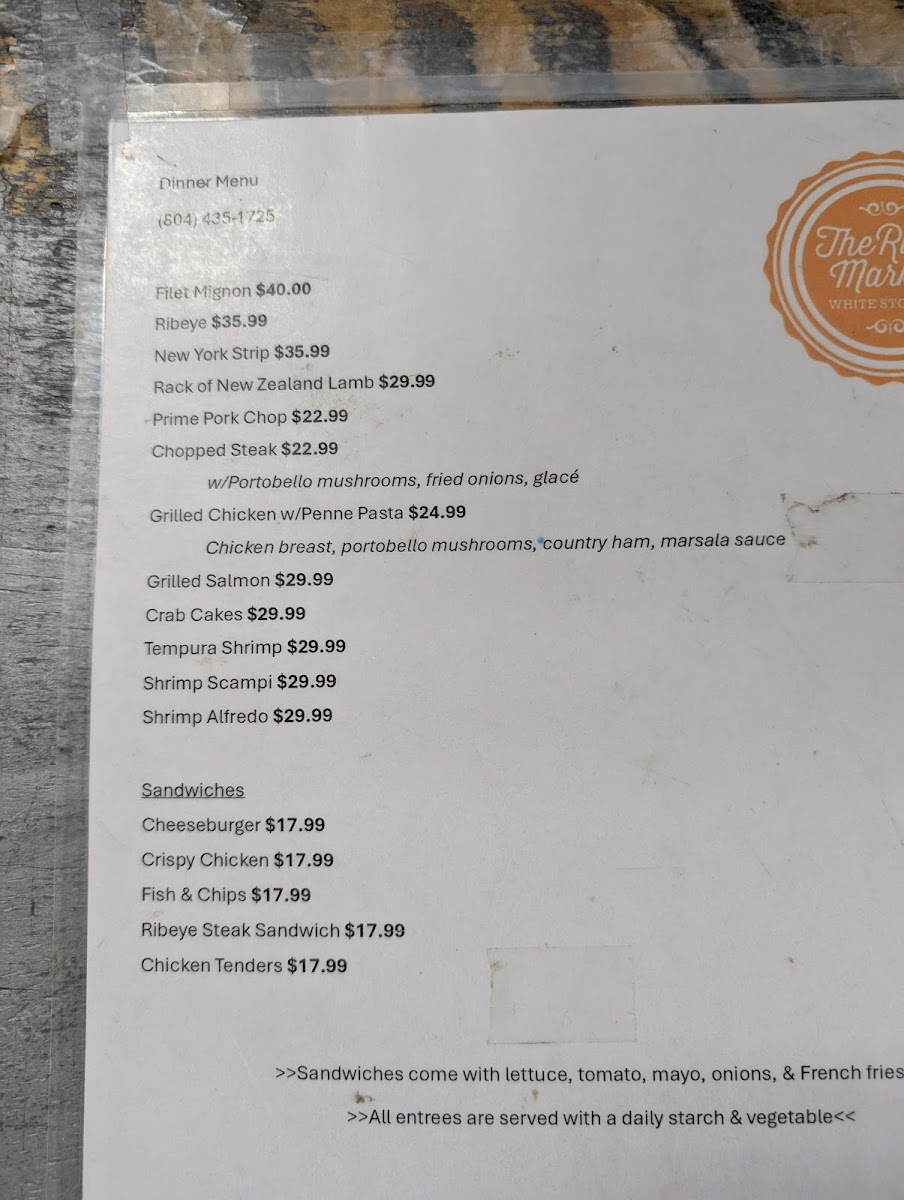 Dinner Menu
(804) 435-1725
The
WHITE
Filet Mignon $40.00
Ribeye $35.99
New York Strip $35.99
Rack of New Zealand Lamb $29.99
Prime Pork Chop $22.99
Chopped Steak $22.99
w/Portobello mushrooms, fried onions, glacé
Grilled Chicken w/Penne Pasta $24.99
Chicken breast, portobello mushrooms, country ham, marsala sauce
Grilled Salmon $29.99
Crab Cakes $29.99
Tempura Shrimp $29.99
Shrimp Scampi $29.99
Shrimp Alfredo $29.99
Sandwiches
Cheeseburger $17.99
Crispy Chicken $17.99
Fish & Chips $17.99
Ribeye Steak Sandwich $17.99
Chicken Tenders $17.99
>>Sandwiches come with lettuce, tomato, mayo, onions, & French fries
>>All entrees are served with a daily starch & vegetable<<